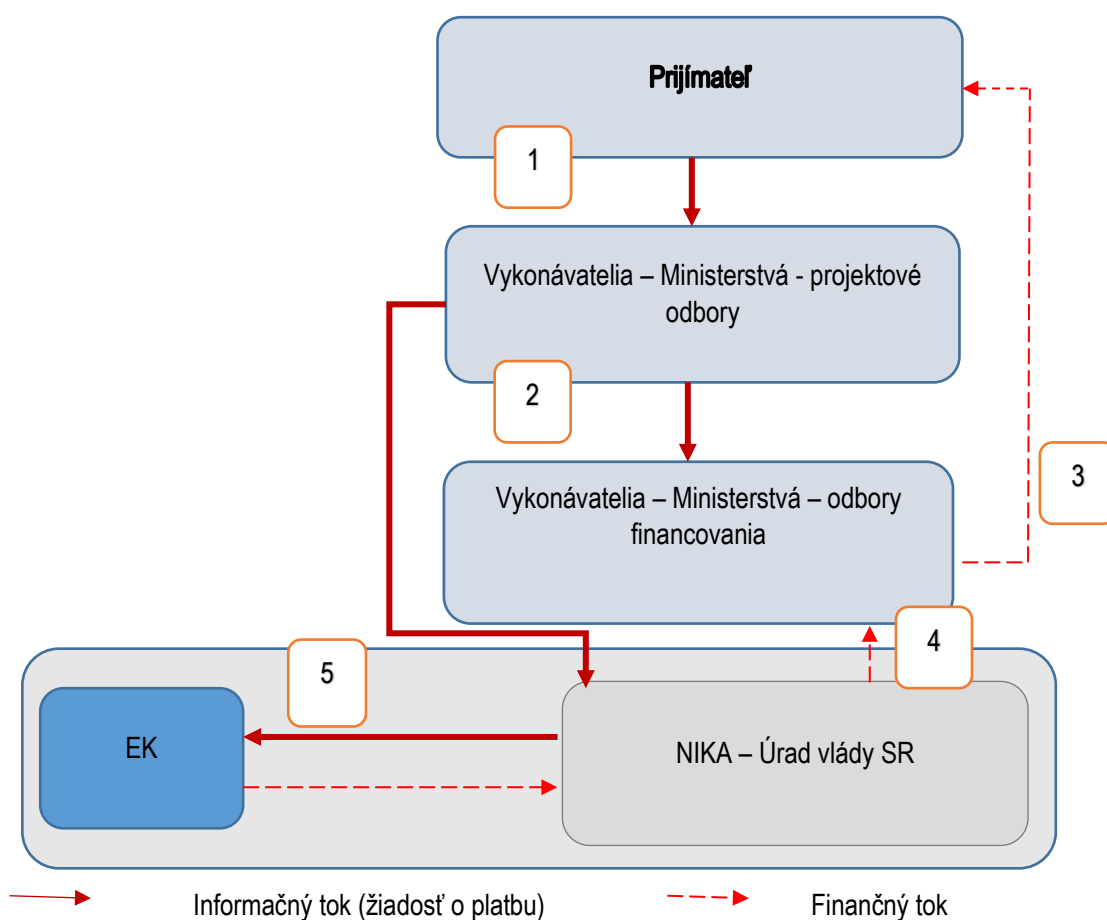 Prijímateľ
1
Vykonávatelia – Ministerstvá - projektové
odbory
2
Vykonávatelia – Ministerstvá – odbory
financovania
3
4
5
EK
NIKA – Úrad vlády SR
Informačný tok (žiadosť o platbu)
Finančný tok